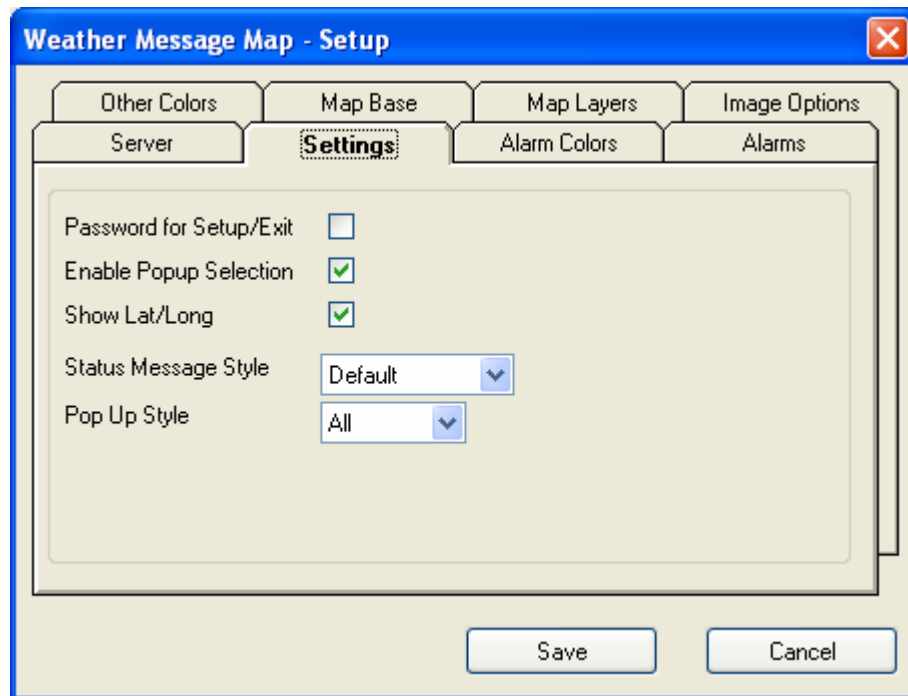 Weather Message Map - Setup
Other Colors
Map Base
Map Layers
Image Options
Server
Settings
Alarm Colors
Alarms
Password for Setup/Exit
Enable Popup Selection
Show Lat/Long
Status Message Style
Default
Pop Up Style
All
Save
Cancel